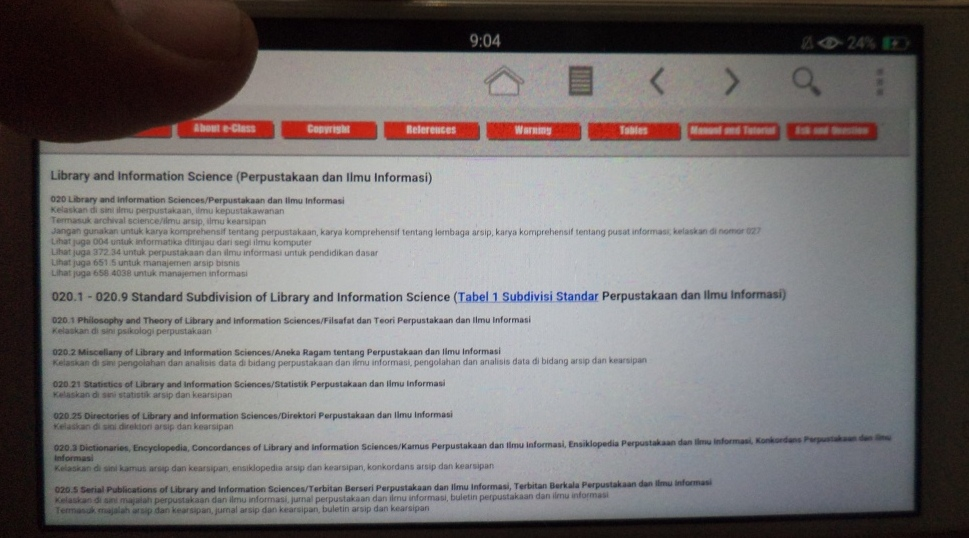 9:04
24%
About e-Class
Copyright
References
Warning
Tables
Manual and Tutorial
Ask and Question
Library and Information Science (Perpustakaan dan Ilmu Informasi)
020 Library and Information Sciences/Perpustakaan dan Ilmu Informasi
Kelaskan di sini ilmu perpustakaan, ilmu kepustakawanan
Termasuk archival science/ilmu arsip, ilmu kearsipan
Jangan gunakan untuk karya komprehensif tentang perpustakaan, karya komprehensif tentang lembaga arsip, karya komprehensif tentang pusat informasi, kelaskan di nomor 027
Lihat juga 004 untuk informatika ditinjau dari segi ilmu komputer
Lihat juga 372.34 untuk perpustakaan dan ilmu informasi untuk pendidikan dasar
Lihat juga 651.5 untuk manajemen arsip bisnis
Lihat juga 658.4038 untuk manajemen informasi
020.1 - 020.9 Standard Subdivision of Library and Information Science (Tabel 1 Subdivisi Standar Perpustakaan dan Ilmu Informasi)
020.1 Philosophy and Theory of Library and Information Sciences/Filsafat dan Teori Perpustakaan dan Ilmu Informasi
Kelaskan di sini psikologi perpustakaan
020.2 Miscellany of Library and Information Sciences/Aneka Ragam tentang Perpustakaan dan Ilmu Informasi
Kelaskan di sini pengolahan dan analisis data di bidang perpustakaan dan ilmu informasi, pengolahan dan analisis data di bidang arsip dan kearsipan
020.21 Statistics of Library and Information Sciences/Statistik Perpustakaan dan Ilmu Informasi
Kelaskan di sini statistik arsip dan kearsipan
020.25 Directories of Library and Information Sciences/Direktori Perpustakaan dan Ilmu Informasi
Kelaskan di sini direktori arsip dan kearsipan
020.3 Dictionaries, Encyclopedia, Concordances of Library and Information Sciences/Kamus Perpustakaan dan Ilmu Informasi, Ensiklopedia Perpustakaan dan Ilmu Informasi, Konkordans Perpustakaan dan Ilmu
Informasi
Kelaskan di sini kamus arsip dan kearsipan, ensiklopedia arsip dan kearsipan, konkordans arsip dan kearsipan
020.5 Serial Publications of Library and Information Sciences/Terbitan Berseri Perpustakaan dan Ilmu Informasi, Terbitan Berkala Perpustakaan dan Ilmu Informasi
Kelaskan di sini majalah perpustakaan dan ilmu informasi, jurnal perpustakaan dan ilmu informasi, buletin perpustakaan dan ilmu informasi
Termasuk majalah arsip dan kearsipan, jurnal arsip dan kearsipan, buletin arsip dan kearsipan